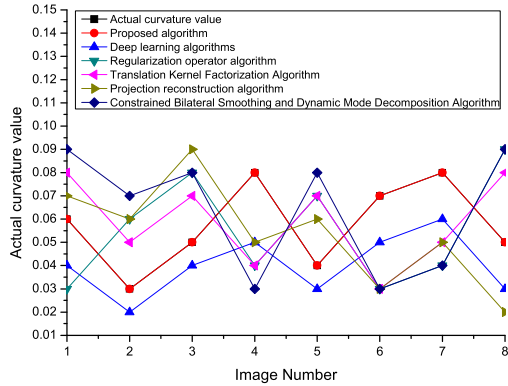 0.15
0.14
0.13
0.12
0.11
0.10
0.09
0.08
0.07
0.06
0.05
0.04
0.03
0.02
0.01
Actual curvature value
Actual curvature value
Proposed algorithm
Deep learning algorithms
Regularization operator algorithm
Translation Kernel Factorization Algorithm
Projection reconstruction algorithm
Constrained Bilateral Smoothing and Dynamic Mode Decomposition Algorithm
1 2 3 4 5 6 7 8
Image Number